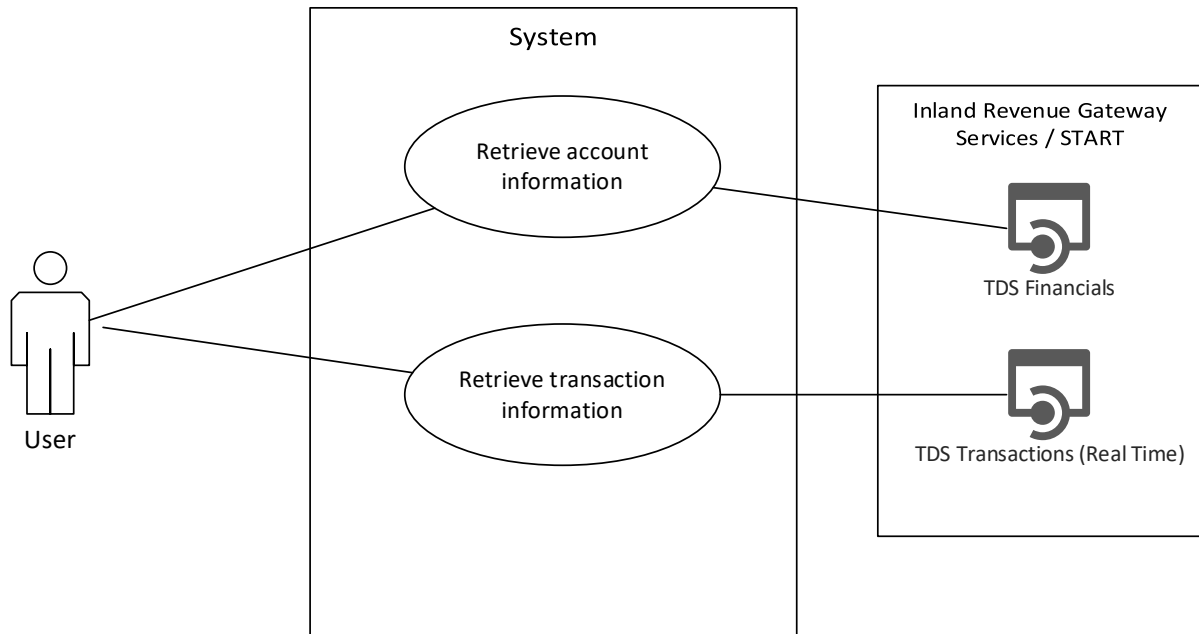 System
Retrieve account
information
Inland Revenue Gateway
Services / START
TDS Financials
User
Retrieve transaction
information
TDS Transactions (Real Time)